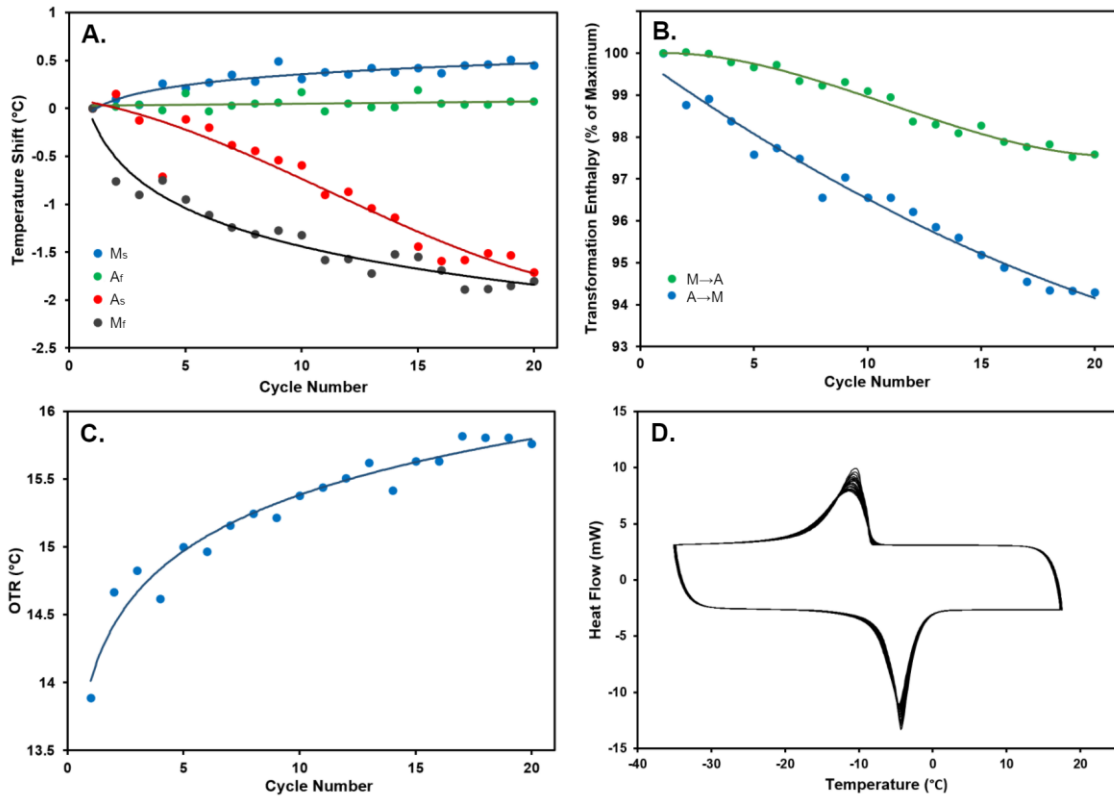 A.
Temperature Shift (°C)
1
0.5
0
-0.5
-1
-1.5
-2
-2.5
Ms
Af
As
Mf
0 5 10 15 20
Cycle Number
B.
Transformation Enthalpy (% of Maximum)
101
100
99
98
97
96
95
94
93
M→A
A→M
0 5 10 15 20
Cycle Number
C.
OTR (°C)
16
15.5
15
14.5
14
13.5
0 5 10 15 20
Cycle Number
D.
Heat Flow (mW)
15
10
5
0
-5
-10
-15
-40 -30 -20 -10 0 10 20
Temperature (°C)